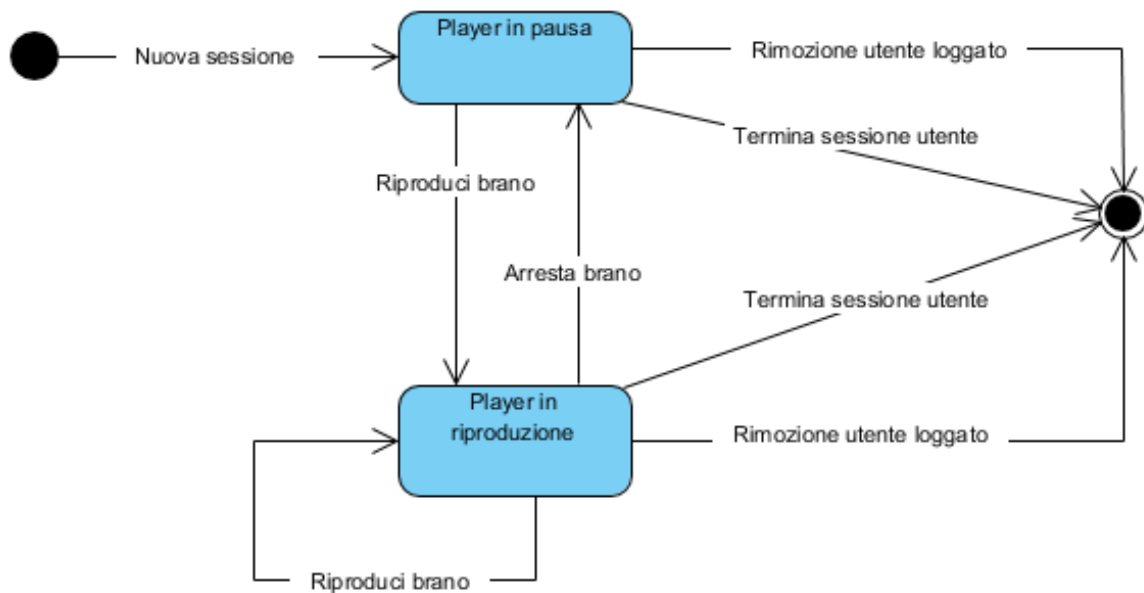 Player in pausa
Nuova sessione
Rimozione utente loggato
Termina sessione utente
Riproduci brano
Arresta brano
Termina sessione utente
Player in
riproduzione
Rimozione utente loggato
Riproduci brano